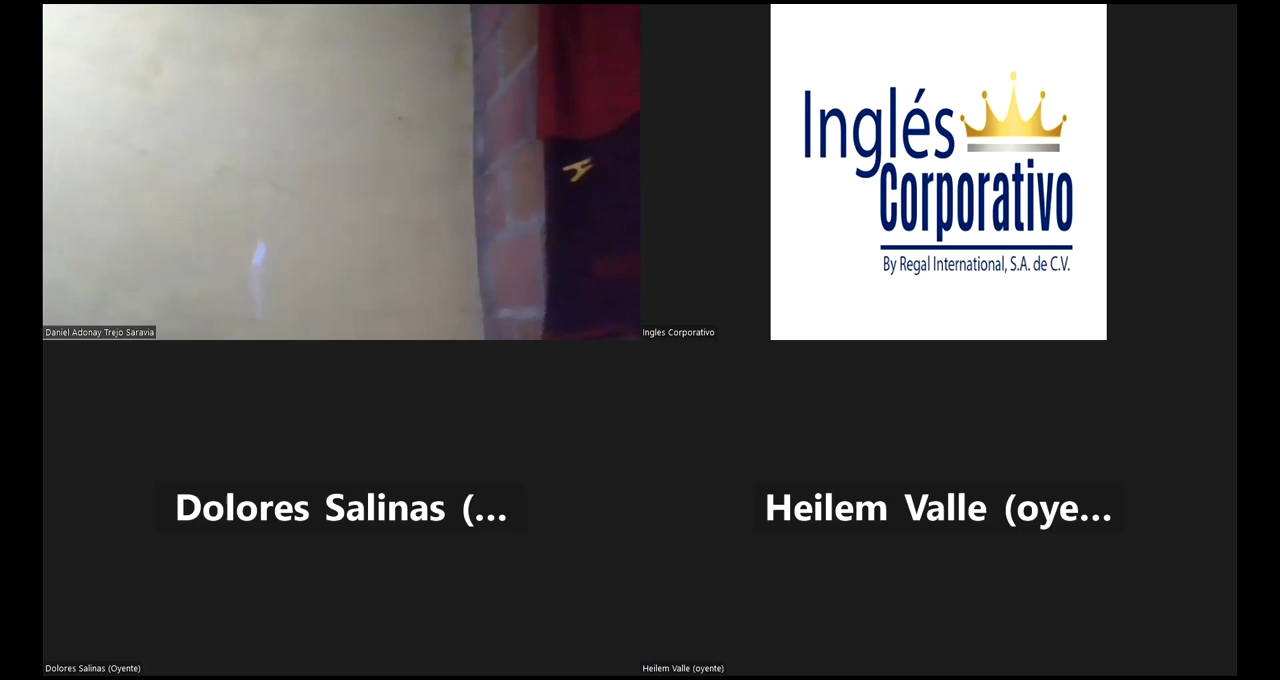 Inglés
Corporativo
By Regal International, S.A. de C.V.
Daniel Adonay Trejo Saravia
Ingles Corporativo
Dolores Salinas (...
Heilem Valle (oye...
Dolores Salinas (Oyente)
Heilem Valle (oyente)